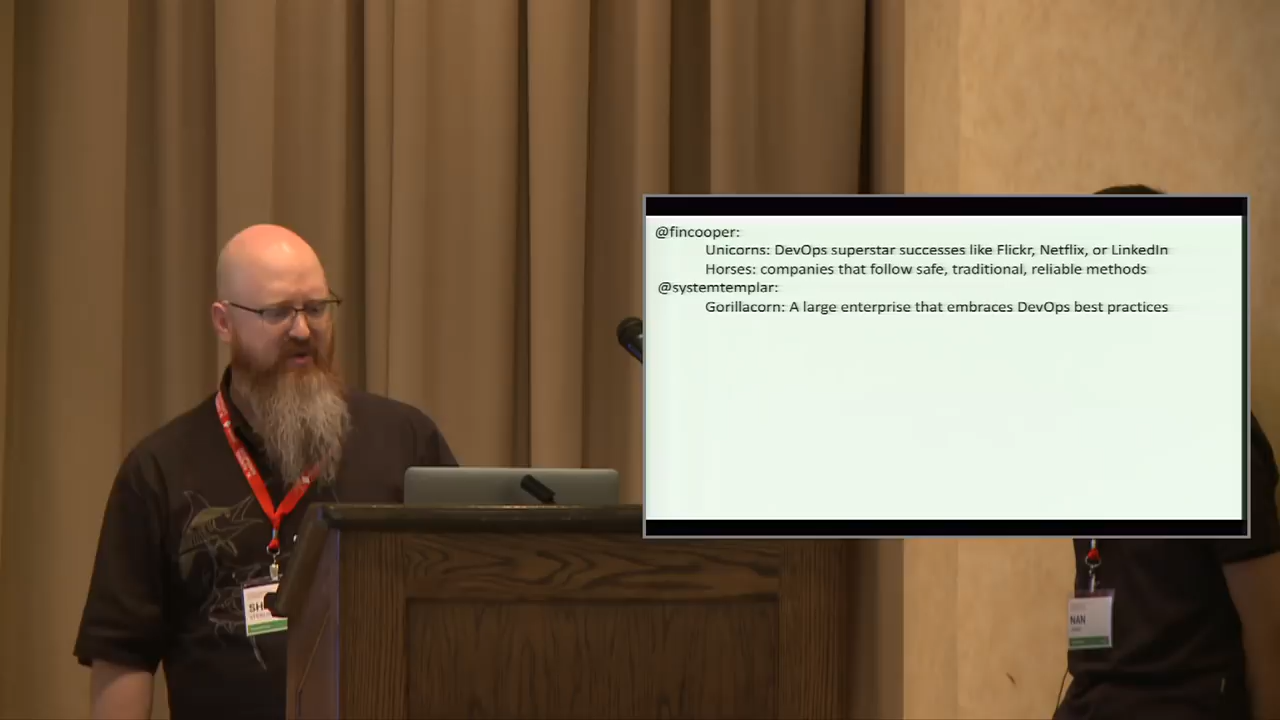 @fincooper:
Unicorns: DevOps superstar successes like Flickr, Netflix, or LinkedIn
Horses: companies that follow safe, traditional, reliable methods
@systemtemplar:
Gorillacorn: A large enterprise that embraces DevOps best practices
SH
NAN